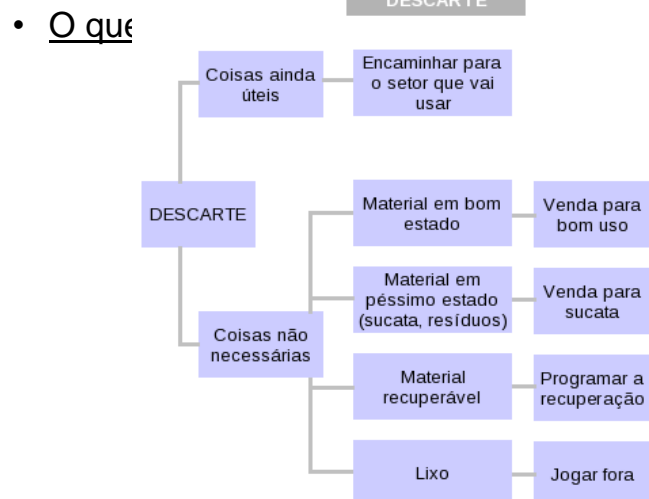 DESCARTE
• O que
Coisas ainda
úteis
Encaminhar para
o setor que vai
usar
DESCARTE
Material em bom
estado
Venda para
bom uso
Material em
péssimo estado
(sucata, resíduos)
Venda para
sucata
Coisas não
necessárias
Material
recuperável
Programar a
recuperação
Lixo
Jogar fora